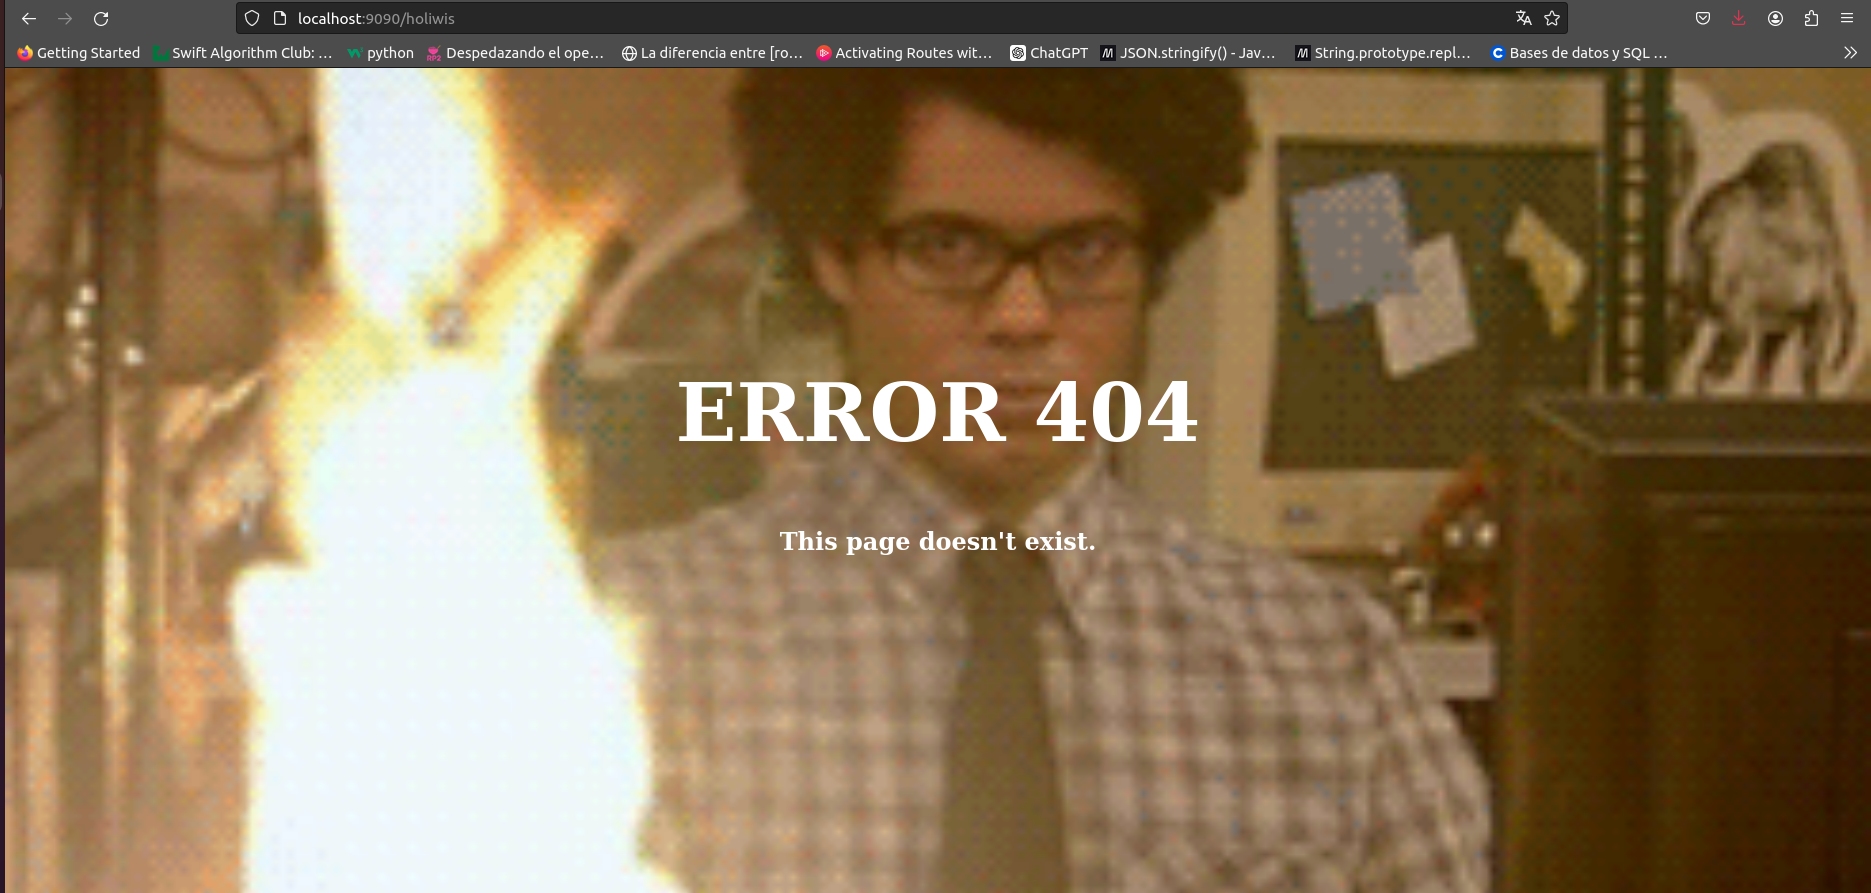 localhost:9090/holiwis
Getting Started Swift Algorithm Club: ... python Despedazando el ope... La diferencia entre [ro... Activating Routes wit... ChatGPT JSON.stringify() - Jav... String.prototype.repl... Bases de datos y SQL ...
ERROR 404
This page doesn't exist.